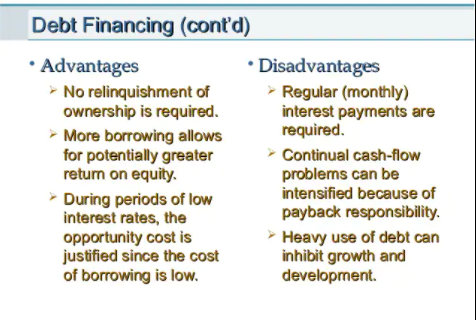 Debt Financing (cont'd)
• Advantages
➢ No relinquishment of
ownership is required.
➢ More borrowing allows
for potentially greater
return on equity.
➢ During periods of low
interest rates, the
opportunity cost is
justified since the cost
of borrowing is low.
• Disadvantages
➢ Regular (monthly)
interest payments are
required.
➢ Continual cash-flow
problems can be
intensified because of
payback responsibility.
➢ Heavy use of debt can
inhibit growth and
development.